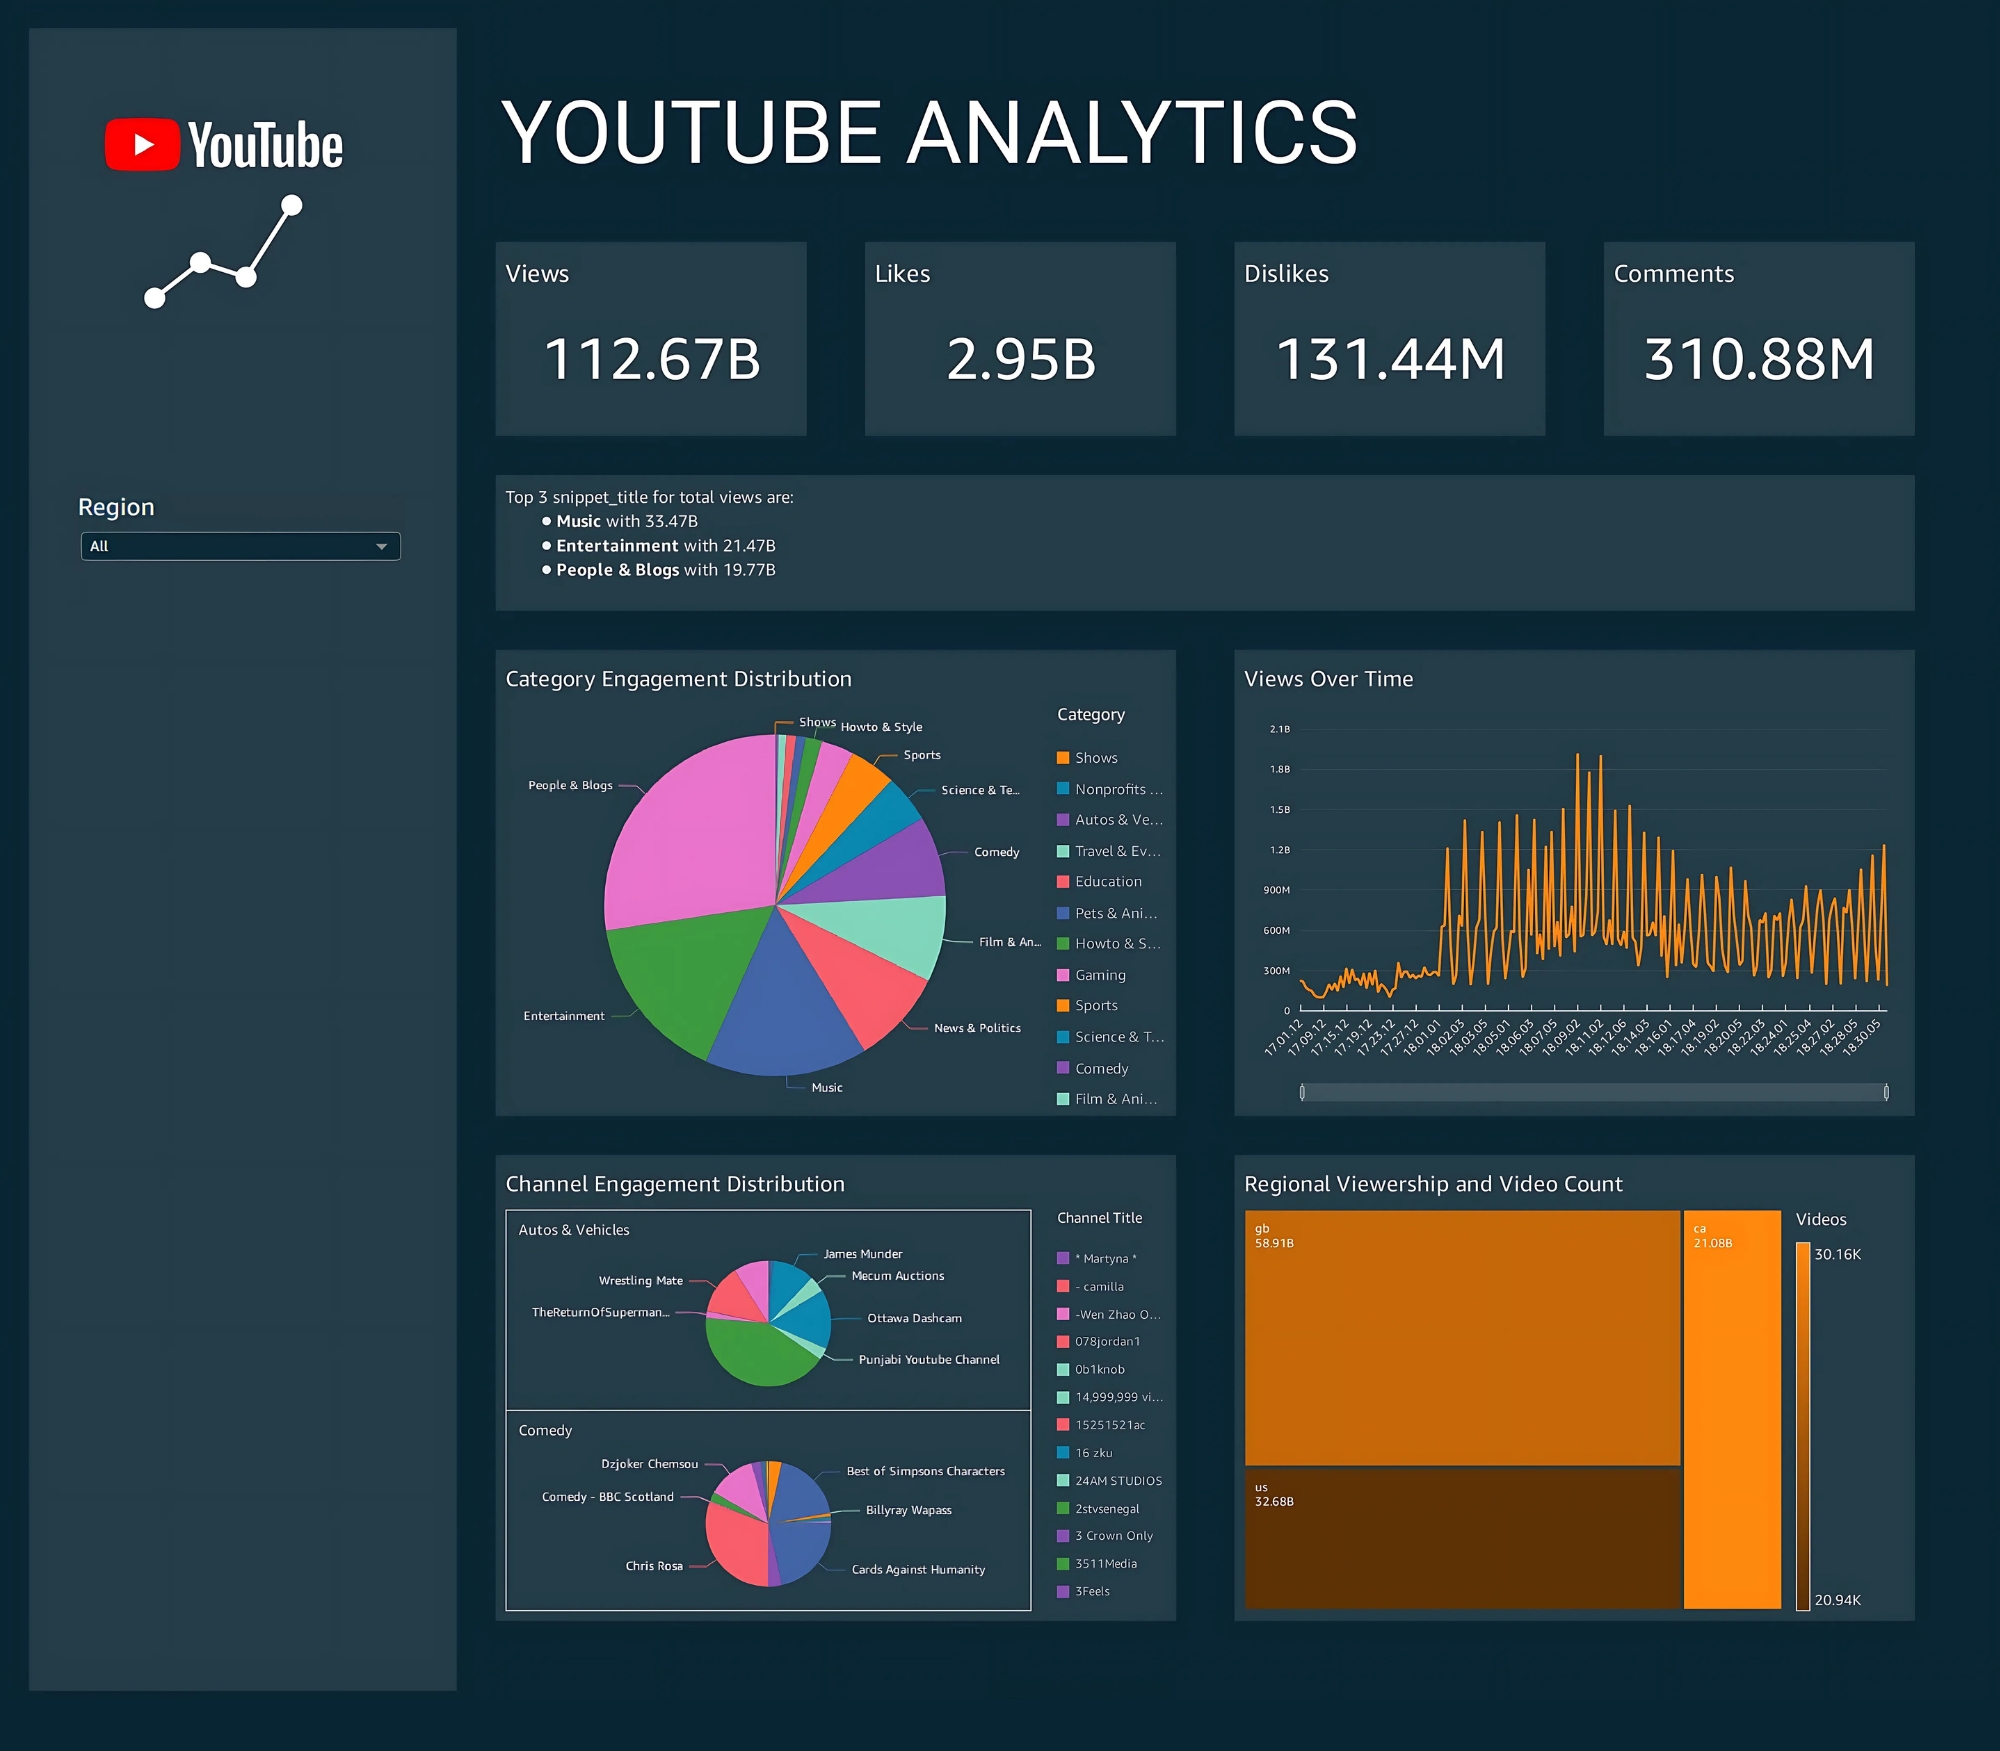 YouTube
YOUTUBE ANALYTICS
Views
112.67B
Likes
2.95B
Dislikes
131.44M
Comments
310.88M
Region
All
Top 3 snippet_title for total views are:
Music with 33.47B
Entertainment with 21.47B
People & Blogs with 19.77B
Category Engagement Distribution
Shows
Howto & Style
Sports
Science & Te...
Comedy
Film & An...
News & Politics
Music
Entertainment
People & Blogs
Category
Shows
Nonprofits ...
Autos & Ve...
Travel & Ev...
Education
Pets & Ani...
Howto & S...
Gaming
Sports
Science & T...
Comedy
Film & Ani...
Views Over Time
2.1B
1.8B
1.5B
1.2B
900M
600M
300M
0
17.01.12
17.09.12
17.15.12
17.19.12
17.23.12
17.27.12
18.01.01
18.02.03
18.03.05
18.05.01
18.06.03
18.07.05
18.09.02
18.11.02
18.12.06
18.14.03
18.16.01
18.17.04
18.19.02
18.20.05
18.22.03
18.24.01
18.25.04
18.27.02
18.28.05
18.30.05
Channel Engagement Distribution
Autos & Vehicles
James Munder
Mecum Auctions
Ottawa Dashcam
Punjabi Youtube Channel
Wrestling Mate
TheReturnOfSuperman...
Comedy
Dzjoker Chemsou
Comedy - BBC Scotland
Chris Rosa
Best of Simpsons Characters
Billyray Wapass
Cards Against Humanity
Channel Title
* Martyna *
- camilla
-Wen Zhao O...
078jordan1
0b1knob
14,999,999 vi...
15251521ac
16 zku
24AM STUDIOS
2stvsenegal
3 Crown Only
3511Media
3Feels
Regional Viewership and Video Count
gb
58.91B
us
32.68B
ca
21.08B
Videos
30.16K
20.94K